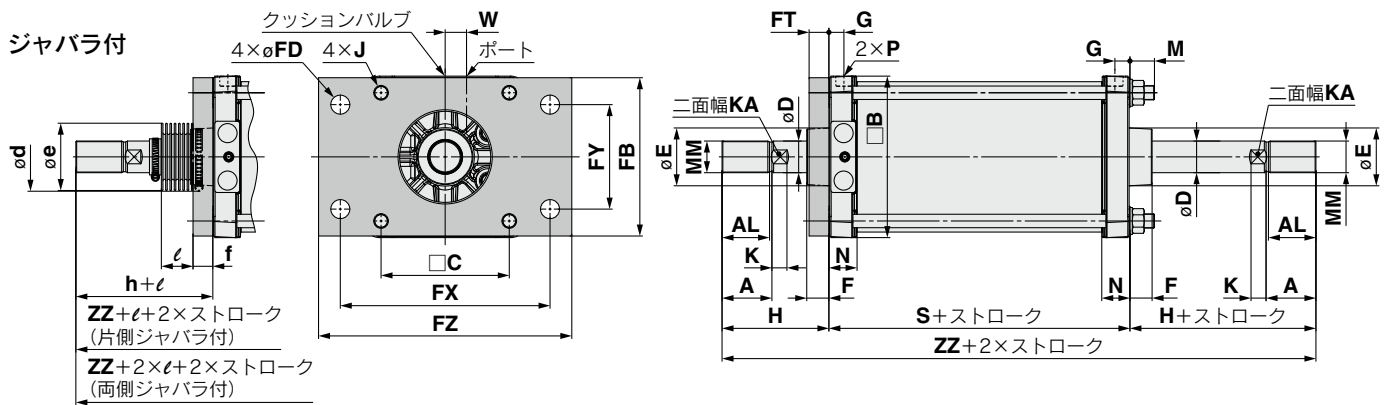 ジャバラ付
クッションバルブ
W
4×øFD
4×J
ポート
ød
øe
ℓ
f
h+ℓ
ZZ+ℓ+2×ストローク
(片側ジャバラ付)
ZZ+2×ℓ+2×ストローク
(両側ジャバラ付)
FY
FB
□C
FX
FZ
FT
G
2×P
G
M
二面幅KA
øD
□B
二面幅KA
øE
MM
øD
MM
øE
AL
AL
K
N
K
A
F
N
F
A
H
S+ストローク
H+ストローク
ZZ+2×ストローク